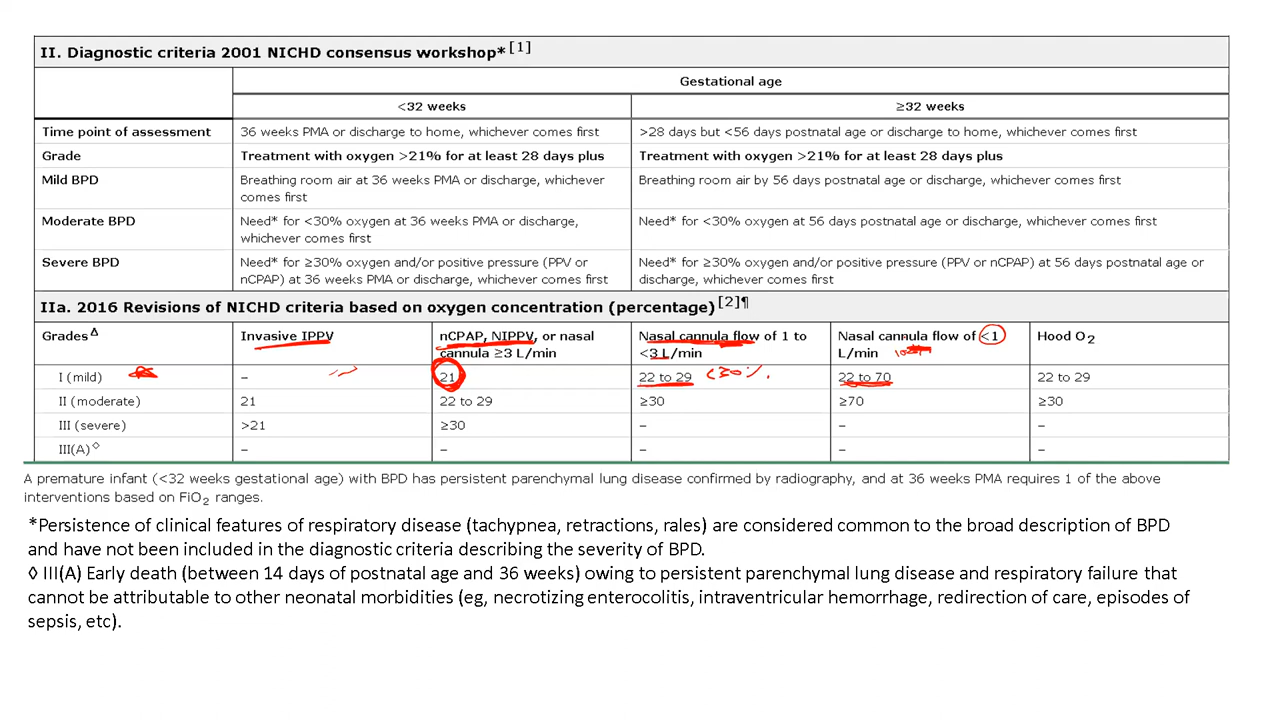 II. Diagnostic criteria 2001 NICHD consensus workshop*[1]
Gestational age
<32 weeks ≥32 weeks
Time point of assessment 36 weeks PMA or discharge to home, whichever comes first >28 days but <56 days postnatal age or discharge to home, whichever comes first
Grade Treatment with oxygen >21% for at least 28 days plus Treatment with oxygen >21% for at least 28 days plus
Mild BPD Breathing room air at 36 weeks PMA or discharge, whichever Breathing room air by 56 days postnatal age or discharge, whichever comes first
comes first
Moderate BPD Need* for <30% oxygen at 36 weeks PMA or discharge, Need* for <30% oxygen at 56 days postnatal age or discharge, whichever comes first
whichever comes first
Severe BPD Need* for ≥30% oxygen and/or positive pressure (PPV or Need* for ≥30% oxygen and/or positive pressure (PPV or nCPAP) at 56 days postnatal age or
nCPAP) at 36 weeks PMA or discharge, whichever comes first discharge, whichever comes first
IIa. 2016 Revisions of NICHD criteria based on oxygen concentration (percentage)[2]¶
Grades Δ Invasive IPPV nCPAP, NIPPV, or nasal Nasal cannula flow of 1 to Nasal cannula flow of <1 Hood O2
cannula ≥3 L/min <3 L/min L/min
I (mild) – 21 22 to 29 <30%. 22 to 70 22 to 29
II (moderate) 21 22 to 29 ≥30 ≥70 ≥30
III (severe) >21 ≥30 – – –
III(A)◇ – – – – –
A premature infant (<32 weeks gestational age) with BPD has persistent parenchymal lung disease confirmed by radiography, and at 36 weeks PMA requires 1 of the above
interventions based on FiO2 ranges.
*Persistence of clinical features of respiratory disease (tachypnea, retractions, rales) are considered common to the broad description of BPD
and have not been included in the diagnostic criteria describing the severity of BPD.
◊ III(A) Early death (between 14 days of postnatal age and 36 weeks) owing to persistent parenchymal lung disease and respiratory failure that
cannot be attributable to other neonatal morbidities (eg, necrotizing enterocolitis, intraventricular hemorrhage, redirection of care, episodes of
sepsis, etc).